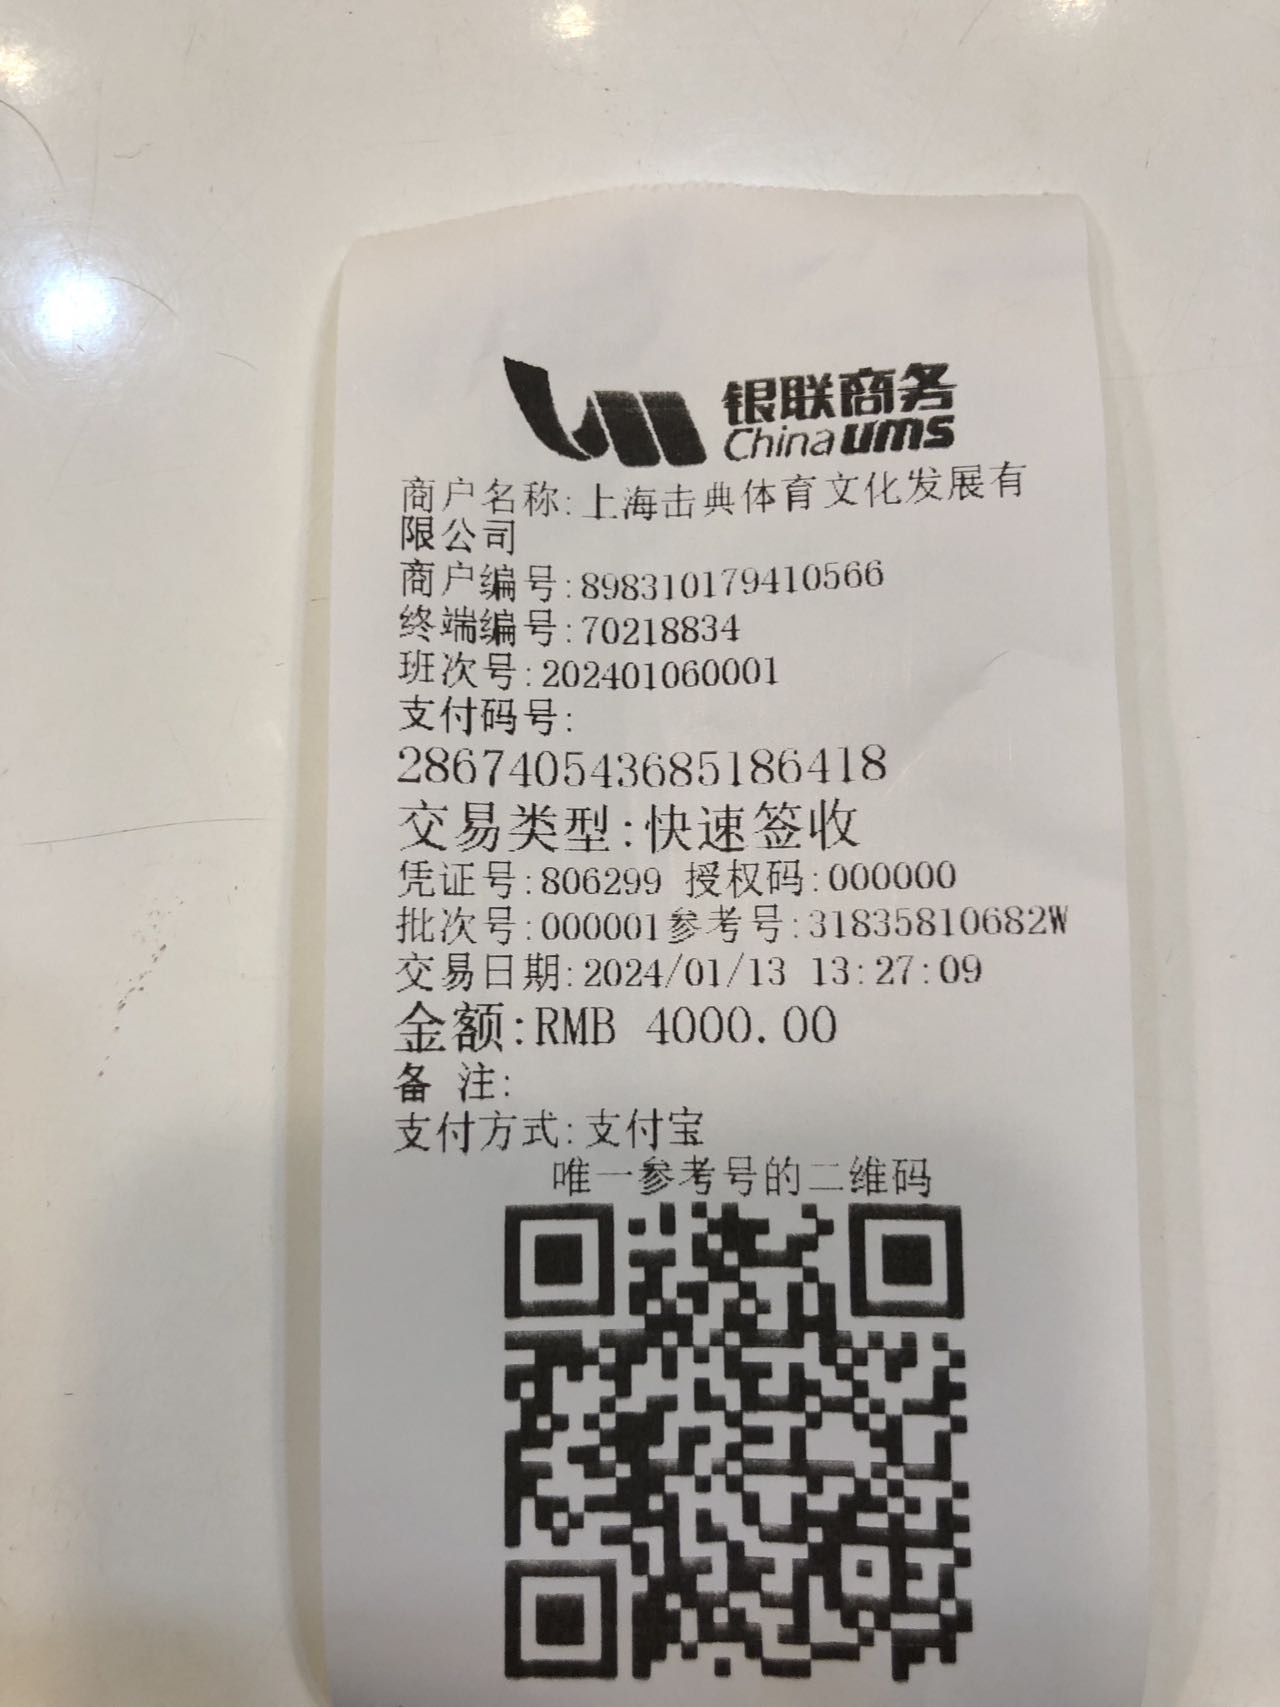 银联商务
China ums
商户名称:上海击典体育文化发展有
限公司
商户编号:898310179410566
终端编号:70218834
班次号:202401060001
支付码号:
286740543685186418
交易类型:快速签收
凭证号:806299 授权码:000000
批次号:000001参考号:31835810682W
交易日期:2024/01/13 13:27:09
金额:RMB 4000.00
备 注:
支付方式:支付宝
唯一参考号的二维码